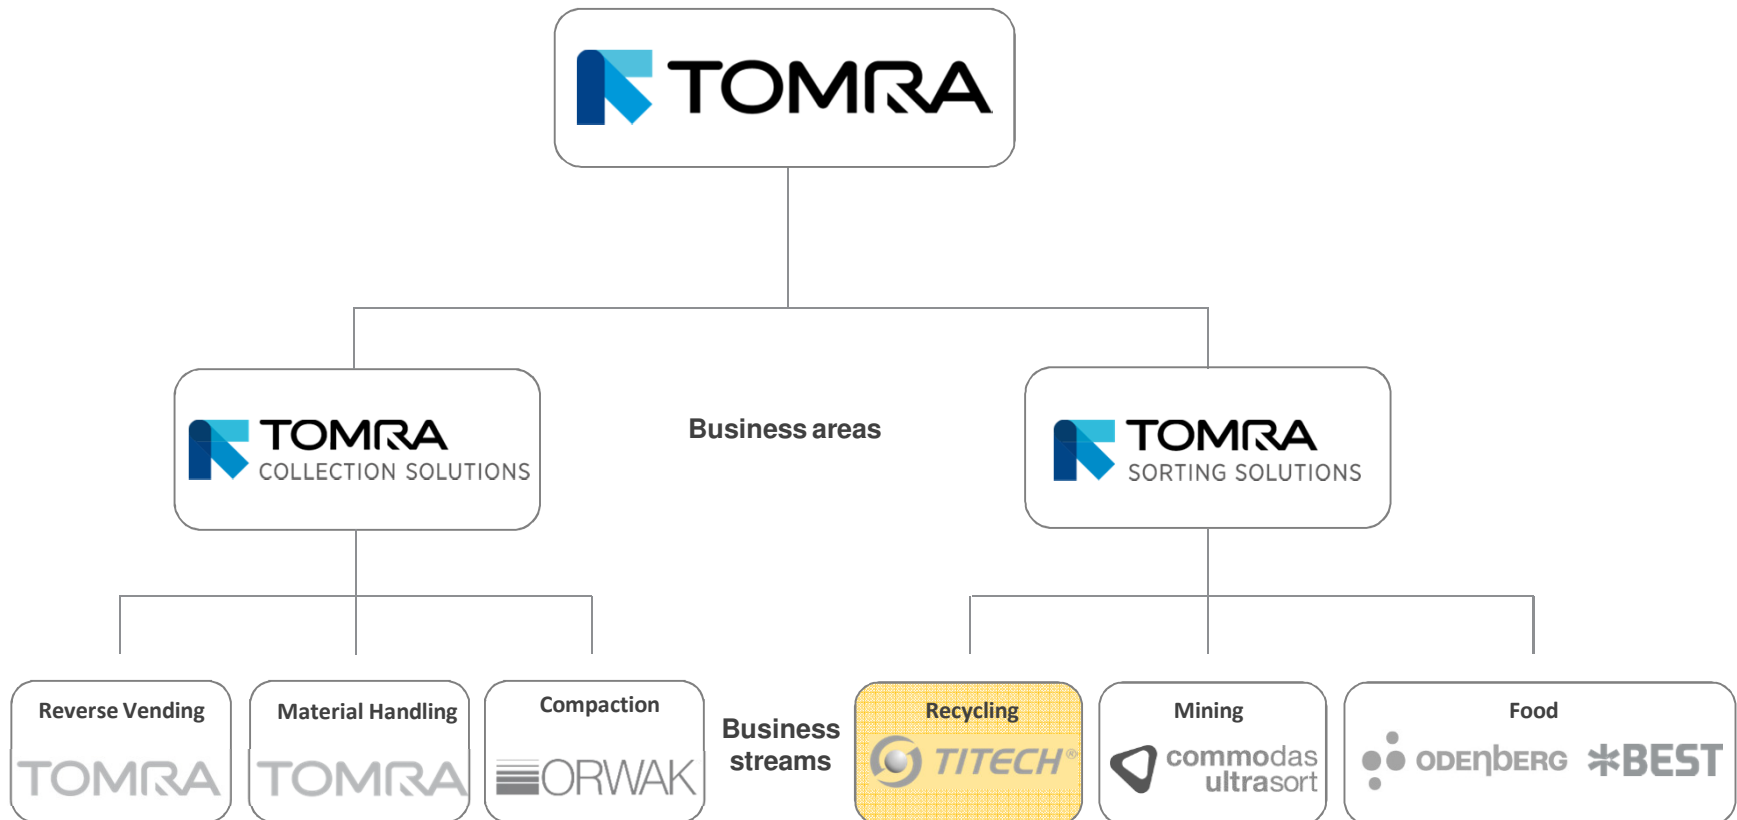 TOMRA
TOMRA
COLLECTION SOLUTIONS
Business areas
TOMRA
SORTING SOLUTIONS
Reverse Vending
TOMRA
Material Handling
TOMRA
Compaction
ORWAK
Business
streams
Recycling
TITECH®
Mining
commodas
ultrasort
Food
ODENBERG
*BEST